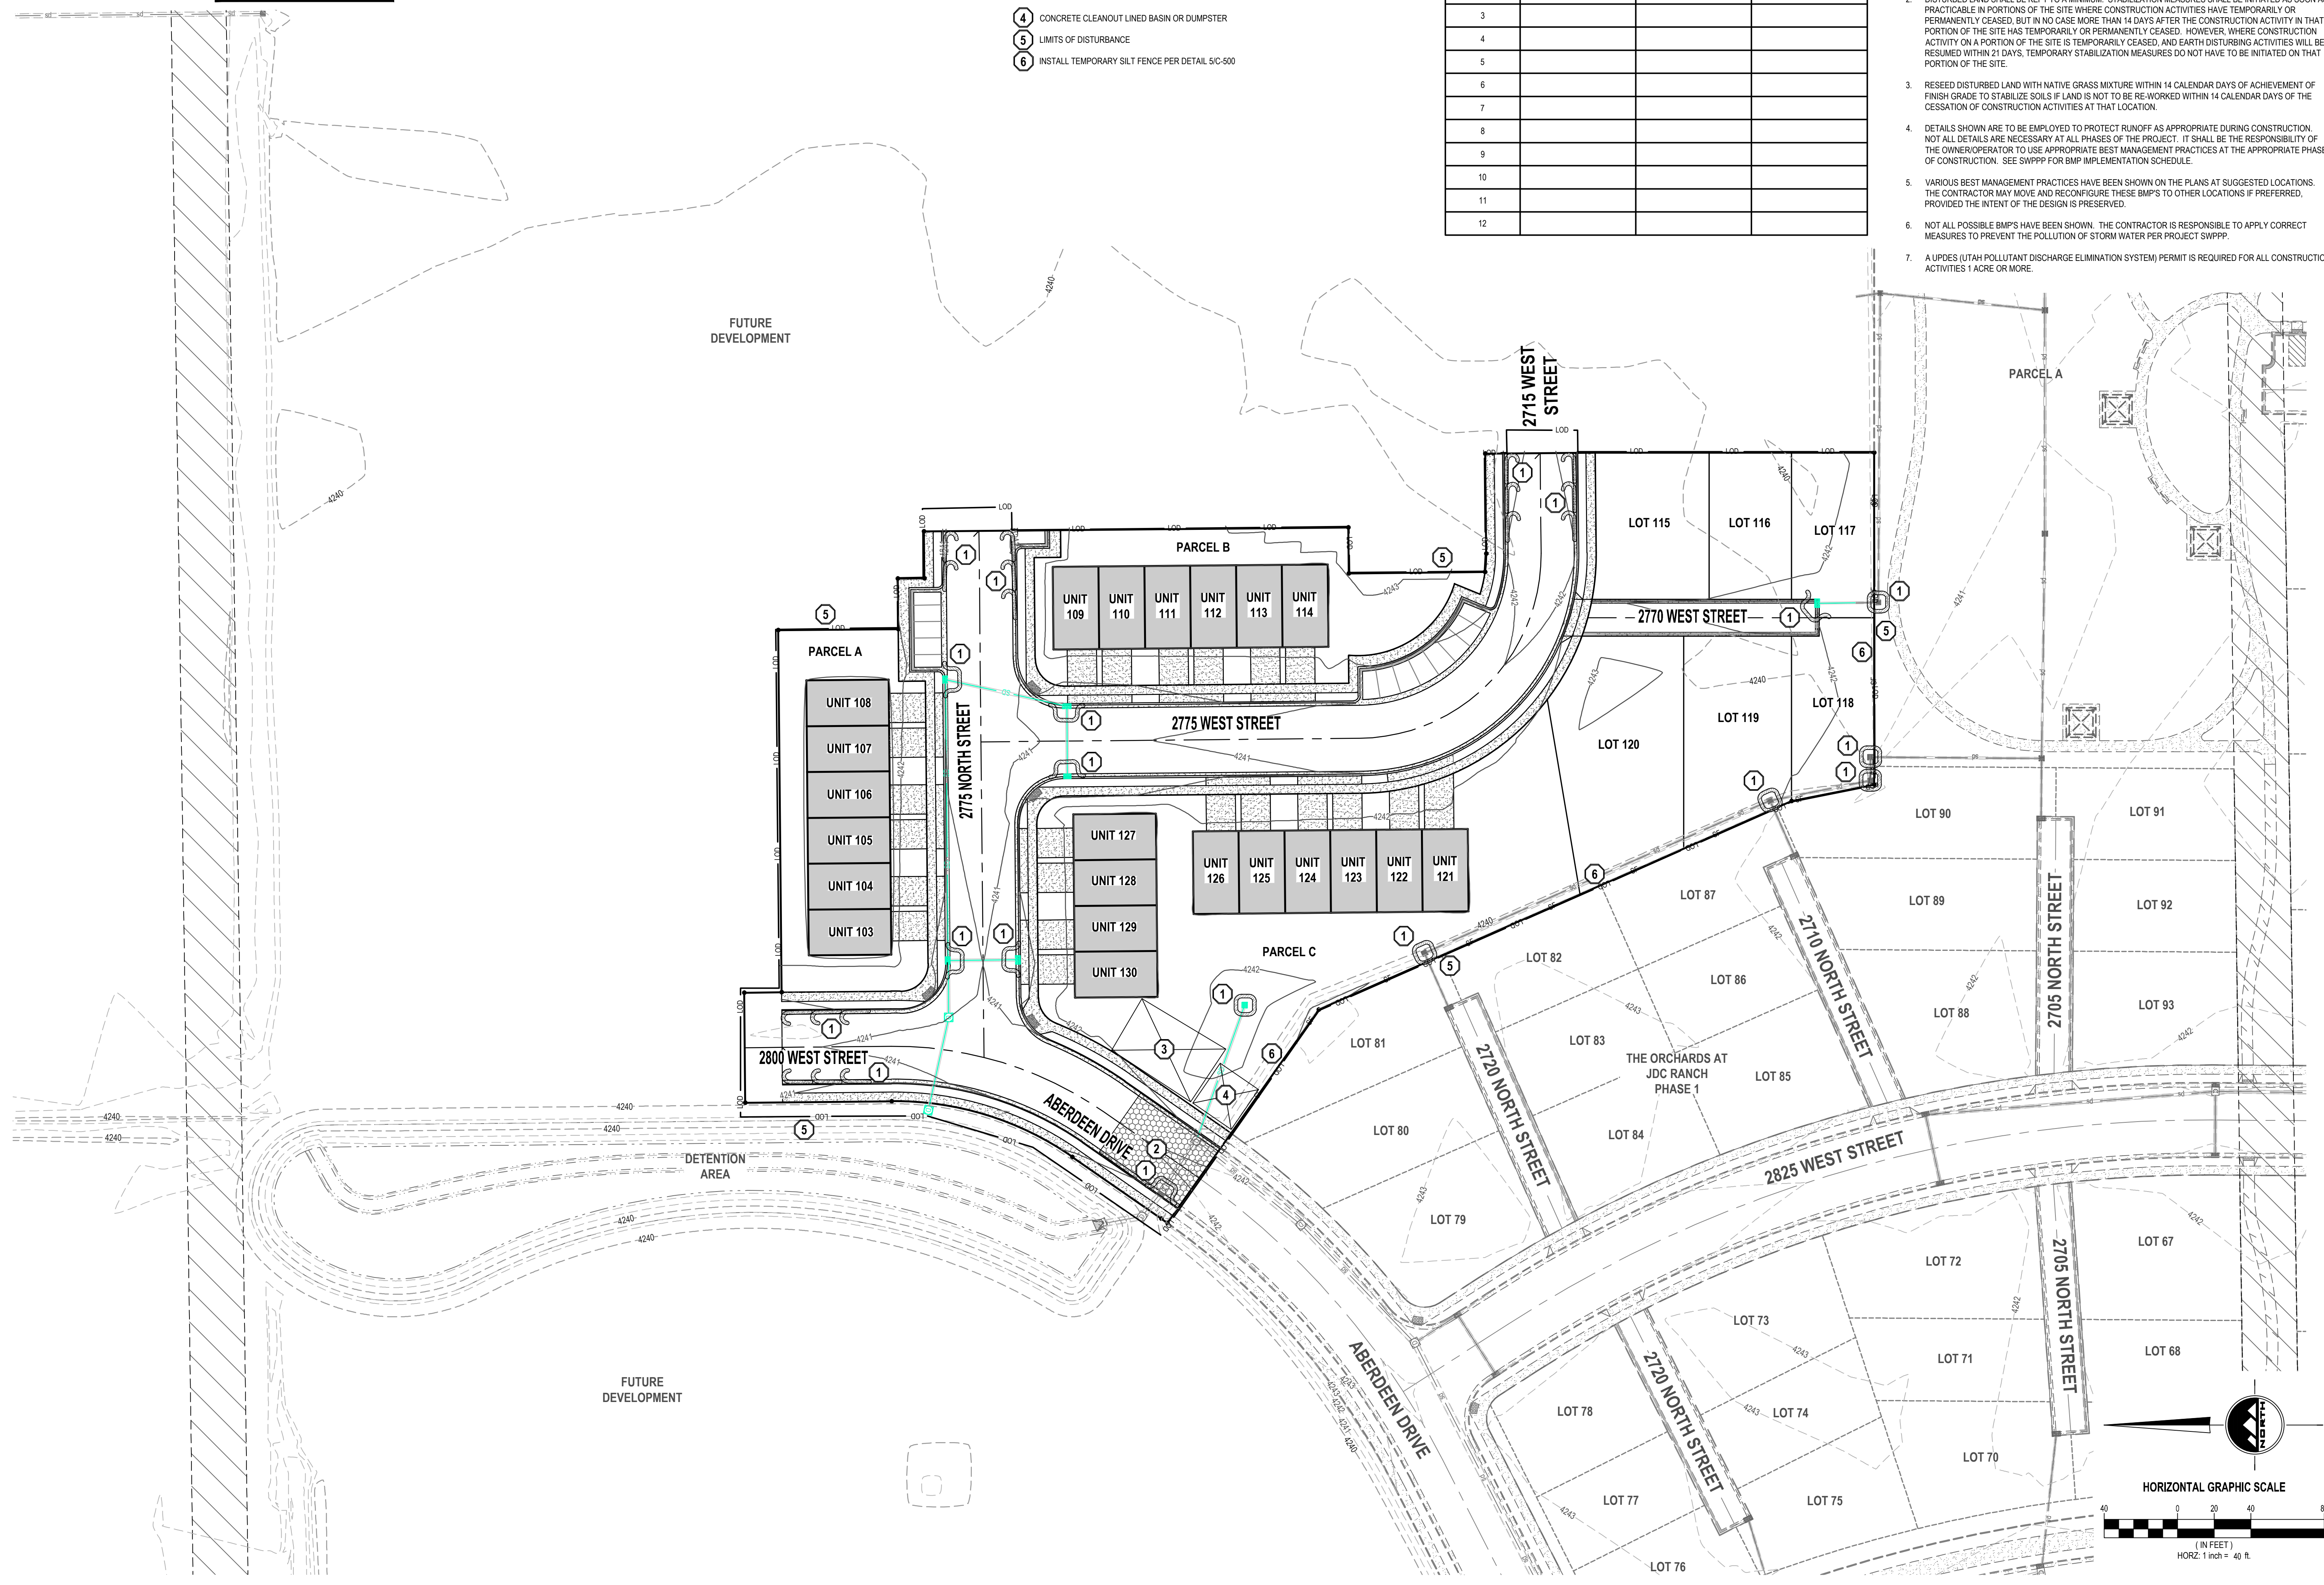 4 CONCRETE CLEANOUT LINED BASIN OR DUMPSTER
5 LIMITS OF DISTURBANCE
6 INSTALL TEMPORARY SILT FENCE PER DETAIL 5/C-500
3
4
5
6
7
8
9
10
11
12
PRACTICABLE IN PORTIONS OF THE SITE WHERE CONSTRUCTION ACTIVITIES HAVE TEMPORARILY OR
PERMANENTLY CEASED, BUT IN NO CASE MORE THAN 14 DAYS AFTER THE CONSTRUCTION ACTIVITY IN THAT
PORTION OF THE SITE HAS TEMPORARILY OR PERMANENTLY CEASED. HOWEVER, WHERE CONSTRUCTION
ACTIVITY ON A PORTION OF THE SITE IS TEMPORARILY CEASED, AND EARTH DISTURBING ACTIVITIES WILL BE
RESUMED WITHIN 21 DAYS, TEMPORARY STABILIZATION MEASURES DO NOT HAVE TO BE INITIATED ON THAT
PORTION OF THE SITE.
3. RESEED DISTURBED LAND WITH NATIVE GRASS MIXTURE WITHIN 14 CALENDAR DAYS OF ACHIEVEMENT OF
FINISH GRADE TO STABILIZE SOILS IF LAND IS NOT TO BE RE-WORKED WITHIN 14 CALENDAR DAYS OF THE
CESSATION OF CONSTRUCTION ACTIVITIES AT THAT LOCATION.
4. DETAILS SHOWN ARE TO BE EMPLOYED TO PROTECT RUNOFF AS APPROPRIATE DURING CONSTRUCTION.
NOT ALL DETAILS ARE NECESSARY AT ALL PHASES OF THE PROJECT. IT SHALL BE THE RESPONSIBILITY OF
THE OWNER/OPERATOR TO USE APPROPRIATE BEST MANAGEMENT PRACTICES AT THE APPROPRIATE PHASE
OF CONSTRUCTION. SEE SWPPP FOR BMP IMPLEMENTATION SCHEDULE.
5. VARIOUS BEST MANAGEMENT PRACTICES HAVE BEEN SHOWN ON THE PLANS AT SUGGESTED LOCATIONS.
THE CONTRACTOR MAY MOVE AND RECONFIGURE THESE BMP'S TO OTHER LOCATIONS IF PREFERRED,
PROVIDED THE INTENT OF THE DESIGN IS PRESERVED.
6. NOT ALL POSSIBLE BMP'S HAVE BEEN SHOWN. THE CONTRACTOR IS RESPONSIBLE TO APPLY CORRECT
MEASURES TO PREVENT THE POLLUTION OF STORM WATER PER PROJECT SWPPP.
7. A UPDES (UTAH POLLUTANT DISCHARGE ELIMINATION SYSTEM) PERMIT IS REQUIRED FOR ALL CONSTRUCTIO
ACTIVITIES 1 ACRE OR MORE.
FUTURE
DEVELOPMENT
2715 WEST
STREET
PARCEL A
LOT 115
LOT 116
LOT 117
PARCEL B
UNIT
109
UNIT
110
UNIT
111
UNIT
112
UNIT
113
UNIT
114
2770 WEST STREET
PARCEL A
UNIT 108
UNIT 107
UNIT 106
UNIT 105
UNIT 104
UNIT 103
2775 NORTH STREET
2775 WEST STREET
LOT 120
LOT 119
LOT 118
UNIT 127
UNIT 128
UNIT 129
UNIT 130
UNIT
126
UNIT
125
UNIT
124
UNIT
123
UNIT
122
UNIT
121
PARCEL C
2800 WEST STREET
ABERDEEN DRIVE
DETENTION
AREA
LOT 90
LOT 91
LOT 89
LOT 92
LOT 88
LOT 93
LOT 87
LOT 86
LOT 82
LOT 83
LOT 81
LOT 85
LOT 80
LOT 84
LOT 79
THE ORCHARDS AT
JDC RANCH
PHASE 1
2710 NORTH STREET
2705 NORTH STREET
2720 NORTH STREET
2825 WEST STREET
LOT 72
LOT 67
LOT 73
LOT 71
LOT 68
2705 NORTH STREET
LOT 78
LOT 74
LOT 70
LOT 77
LOT 75
LOT 76
2720 NORTH STREET
ABERDEEN DRIVE
FUTURE
DEVELOPMENT
NORTH
HORIZONTAL GRAPHIC SCALE
40 0 20 40
( IN FEET )
HORZ: 1 inch = 40 ft.